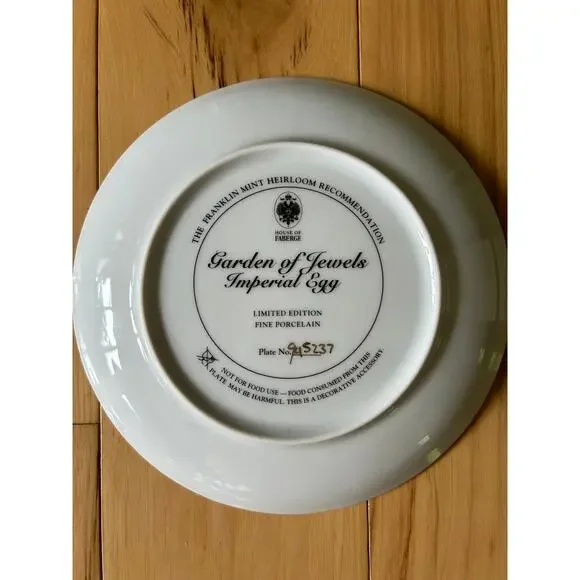 THE FRANKLIN MINT HEIRLOOM RECOMMENDATION
HOUSE OF
FABERGE
Garden of Jewels
Imperial Egg
LIMITED EDITION
FINE PORCELAIN
Plate No.
NOT FOR FOOD USE — FOOD CONSUMED FROM THIS
PLATE MAY BE HARMFUL. THIS IS A DECORATIVE ACCESSORY.